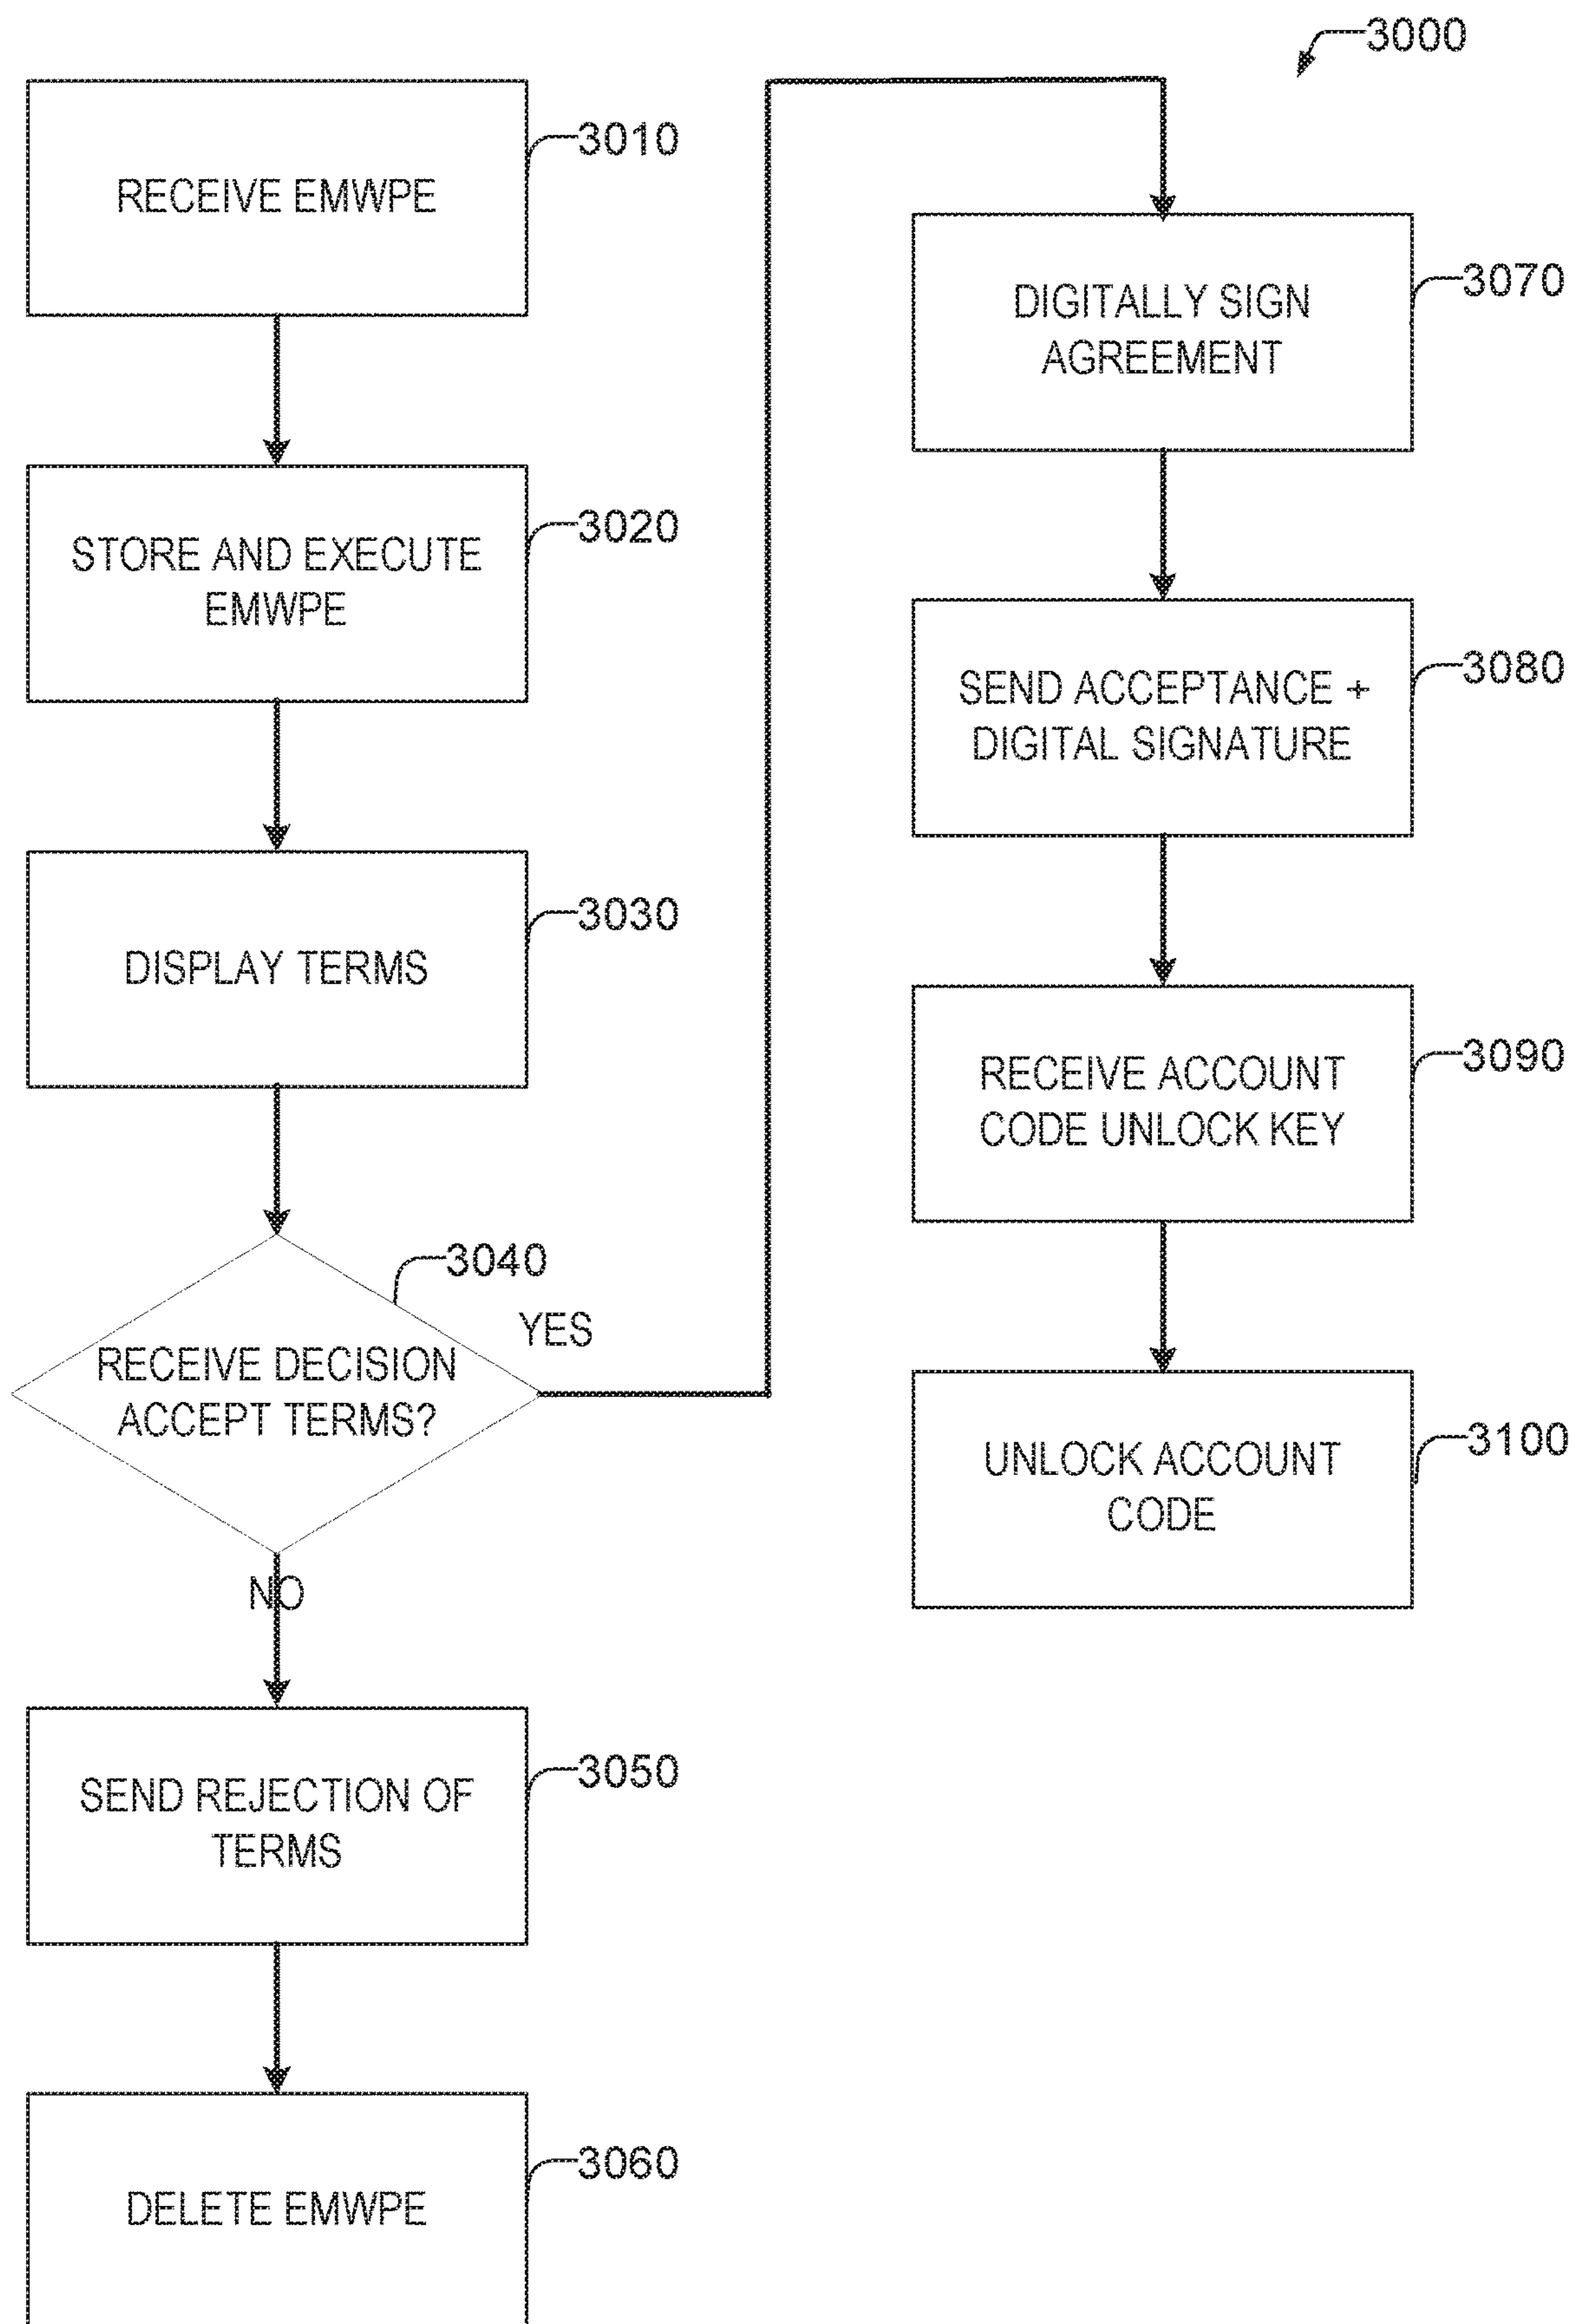 3000
RECEIVE EMWPE
3010
STORE AND EXECUTE
EMWPE
3020
DISPLAY TERMS
3030
RECEIVE DECISION
ACCEPT TERMS?
3040
YES
NO
SEND REJECTION OF
TERMS
3050
DELETE EMWPE
3060
DIGITALLY SIGN
AGREEMENT
3070
SEND ACCEPTANCE +
DIGITAL SIGNATURE
3080
RECEIVE ACCOUNT
CODE UNLOCK KEY
3090
UNLOCK ACCOUNT
CODE
3100